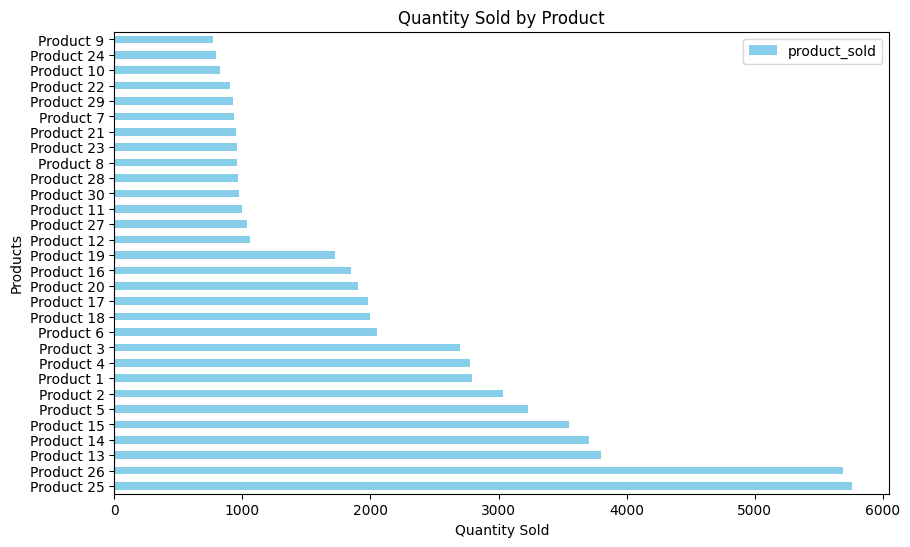 Quantity Sold by Product
product_sold
Products
Product 9
Product 24
Product 10
Product 22
Product 29
Product 7
Product 21
Product 23
Product 8
Product 28
Product 30
Product 11
Product 27
Product 12
Product 19
Product 16
Product 20
Product 17
Product 18
Product 6
Product 3
Product 4
Product 1
Product 2
Product 5
Product 15
Product 14
Product 13
Product 26
Product 25
0 1000 2000 3000 4000 5000 6000
Quantity Sold